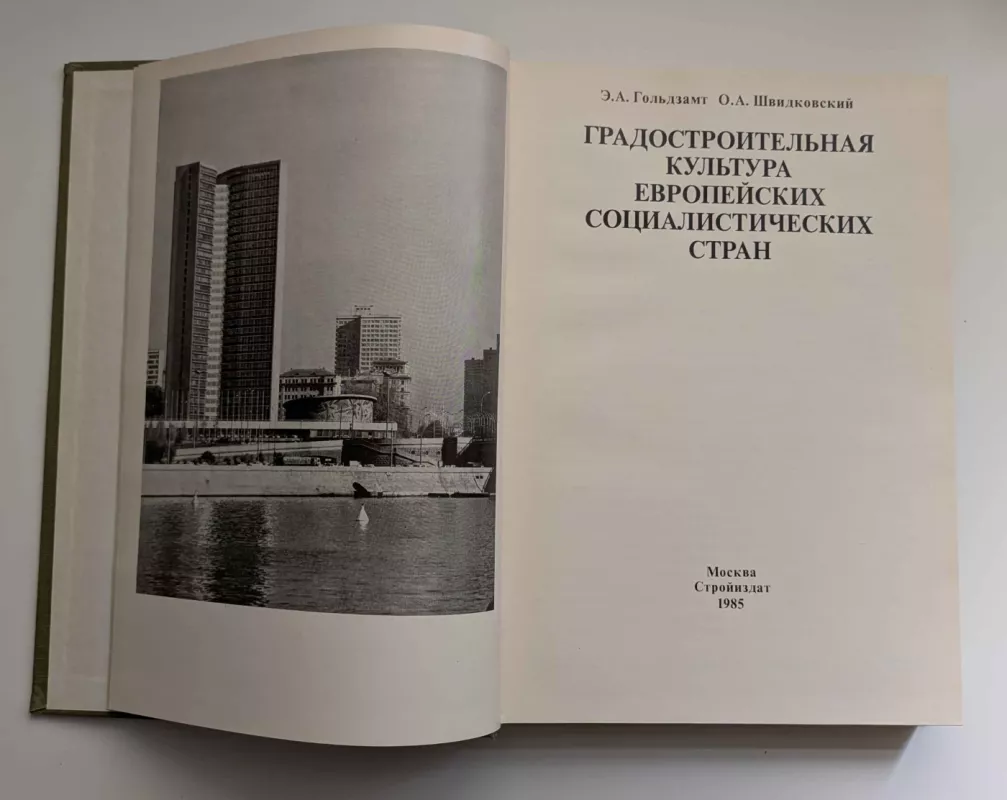 Э.А. Гольдзамт О.А. Швидковский
ГРАДОСТРОИТЕЛЬНАЯ
КУЛЬТУРА
ЕВРОПЕЙСКИХ
СОЦИАЛИСТИЧЕСКИХ
СТРАН
Москва
Стройиздат
1985